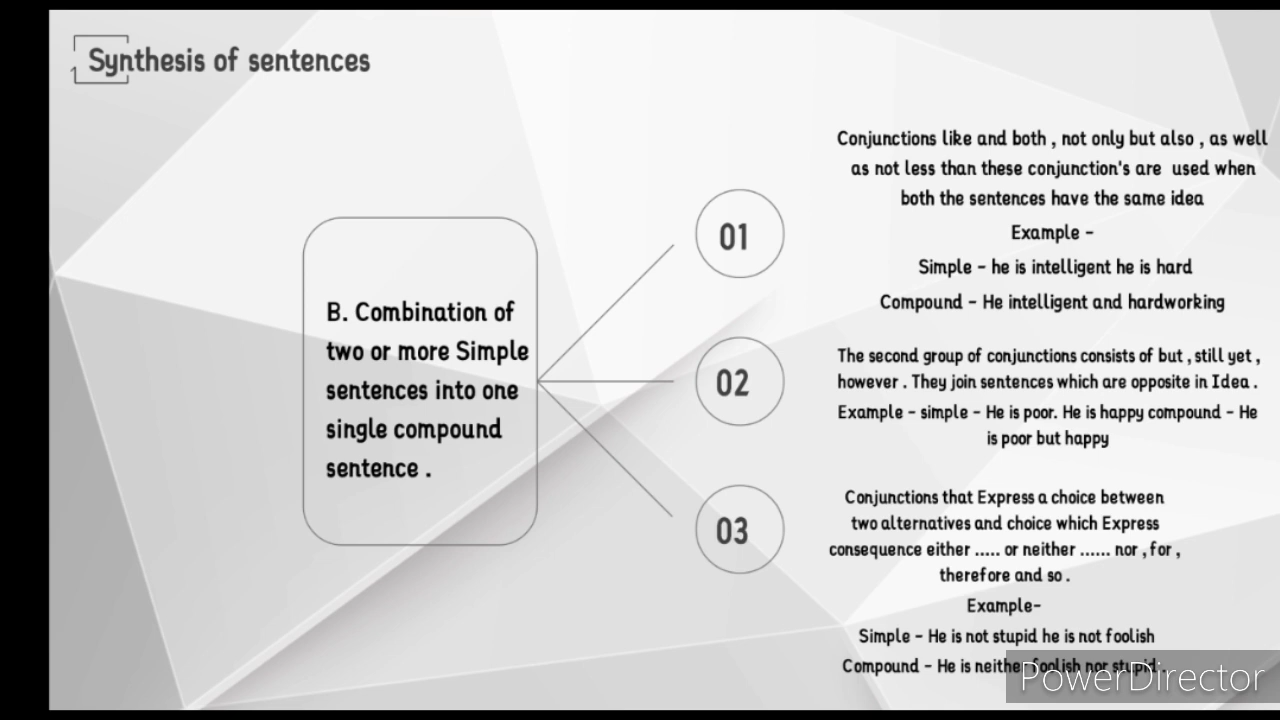 Synthesis of sentences
1
B. Combination of
two or more Simple
sentences into one
single compound
sentence .
01
Conjunctions like and both , not only but also , as well
as not less than these conjunction's are used when
both the sentences have the same idea
Example -
Simple - he is intelligent he is hard
Compound - He intelligent and hardworking
02
The second group of conjunctions consists of but , still yet ,
however . They join sentences which are opposite in Idea .
Example - simple - He is poor. He is happy compound - He
is poor but happy
03
Conjunctions that Express a choice between
two alternatives and choice which Express
consequence either ..... or neither ...... nor , for ,
therefore and so .
Example-
Simple - He is not stupid he is not foolish
Compound - He is neither foolish nor stupid .
PowerDirector